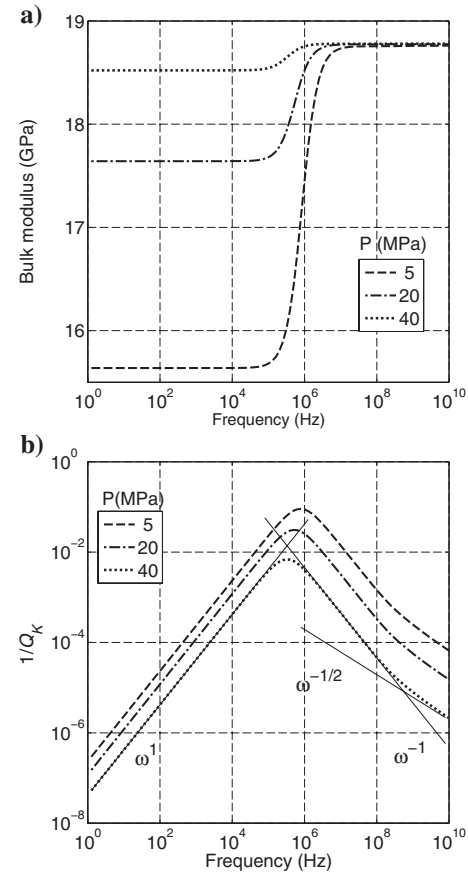 a)
19
18
17
16
Bulk modulus (GPa)
P (MPa)
5
20
40
10^0 10^2 10^4 10^6 10^8 10^10
Frequency (Hz)
b)
10^0
10^-2
10^-4
10^-6
10^-8
1/Q_K
P(MPa)
5
20
40
ω^-1/2
ω^1
ω^-1
10^0 10^2 10^4 10^6 10^8 10^10
Frequency (Hz)